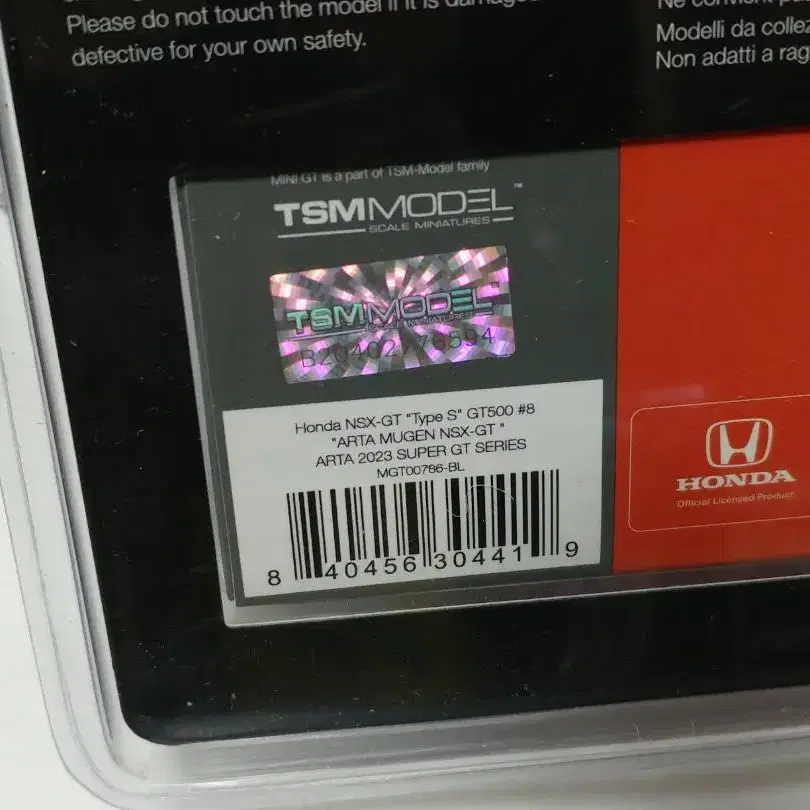 Please do not touch the model if it is damaged
defective for your own safety.
Modelli da collez
Non adatti a rag
MINI GT is a part of TSM-Model family
TSMMODEL™
SCALE MINIATURES
TSMMODEL™
SCALE MINIATURES
Honda NSX-GT "Type S" GT500 #8
"ARTA MUGEN NSX-GT "
ARTA 2023 SUPER GT SERIES
MGT00786-BL
8 40456 30441 9
HONDA
Official Licensed Product